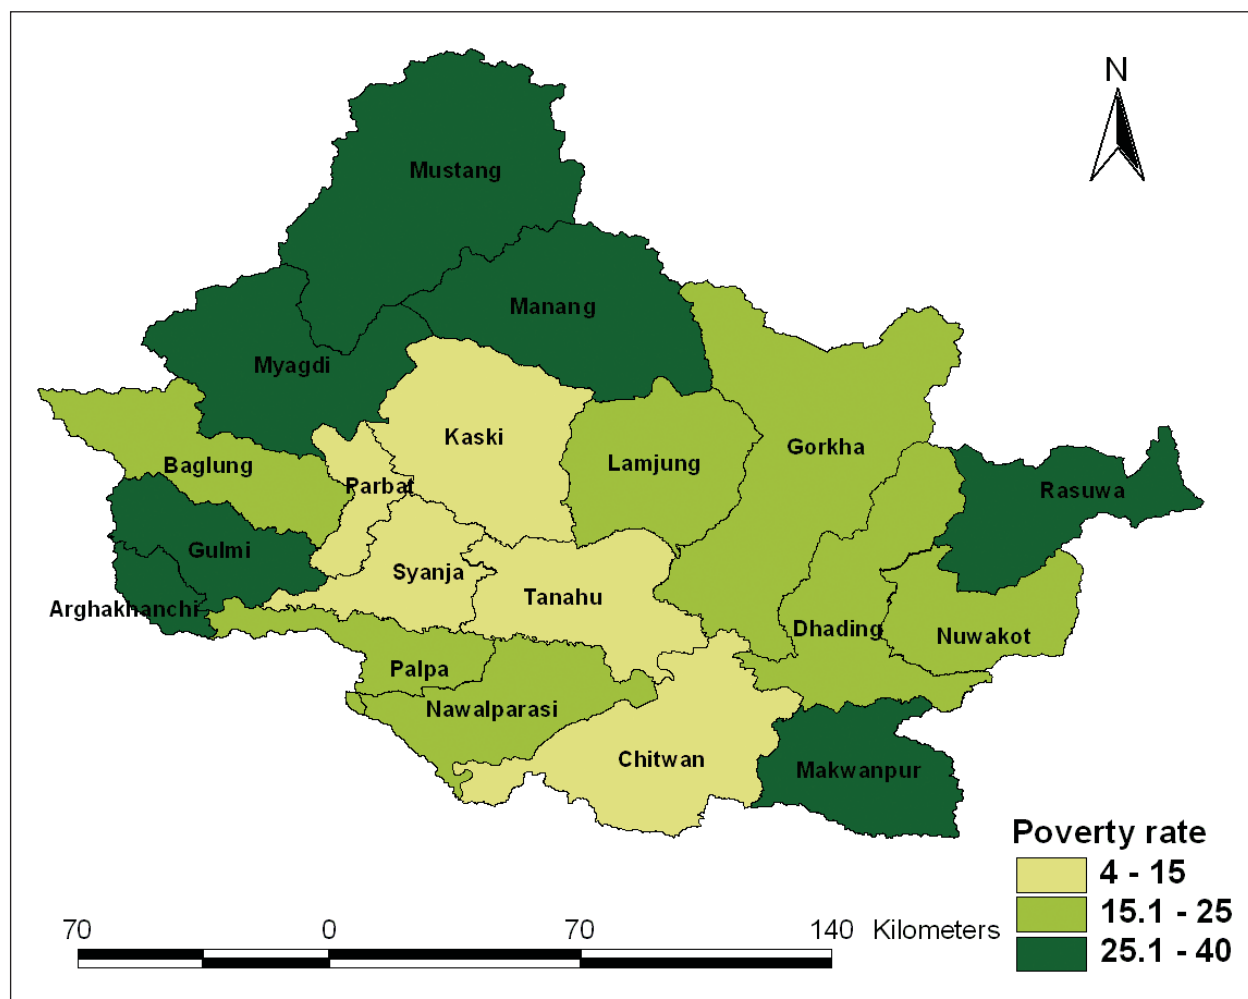 N
Mustang
Manang
Myagdi
Kaski
Gorkha
Baglung
Lamjung
Parbat
Rasuwa
Gulmi
Syanja
Tanahu
Arghakhanchi
Dhading
Nuwakot
Palpa
Nawalparasi
Chitwan
Makwanpur
Poverty rate
4 - 15
15.1 - 25
25.1 - 40
70 0 70 140 Kilometers